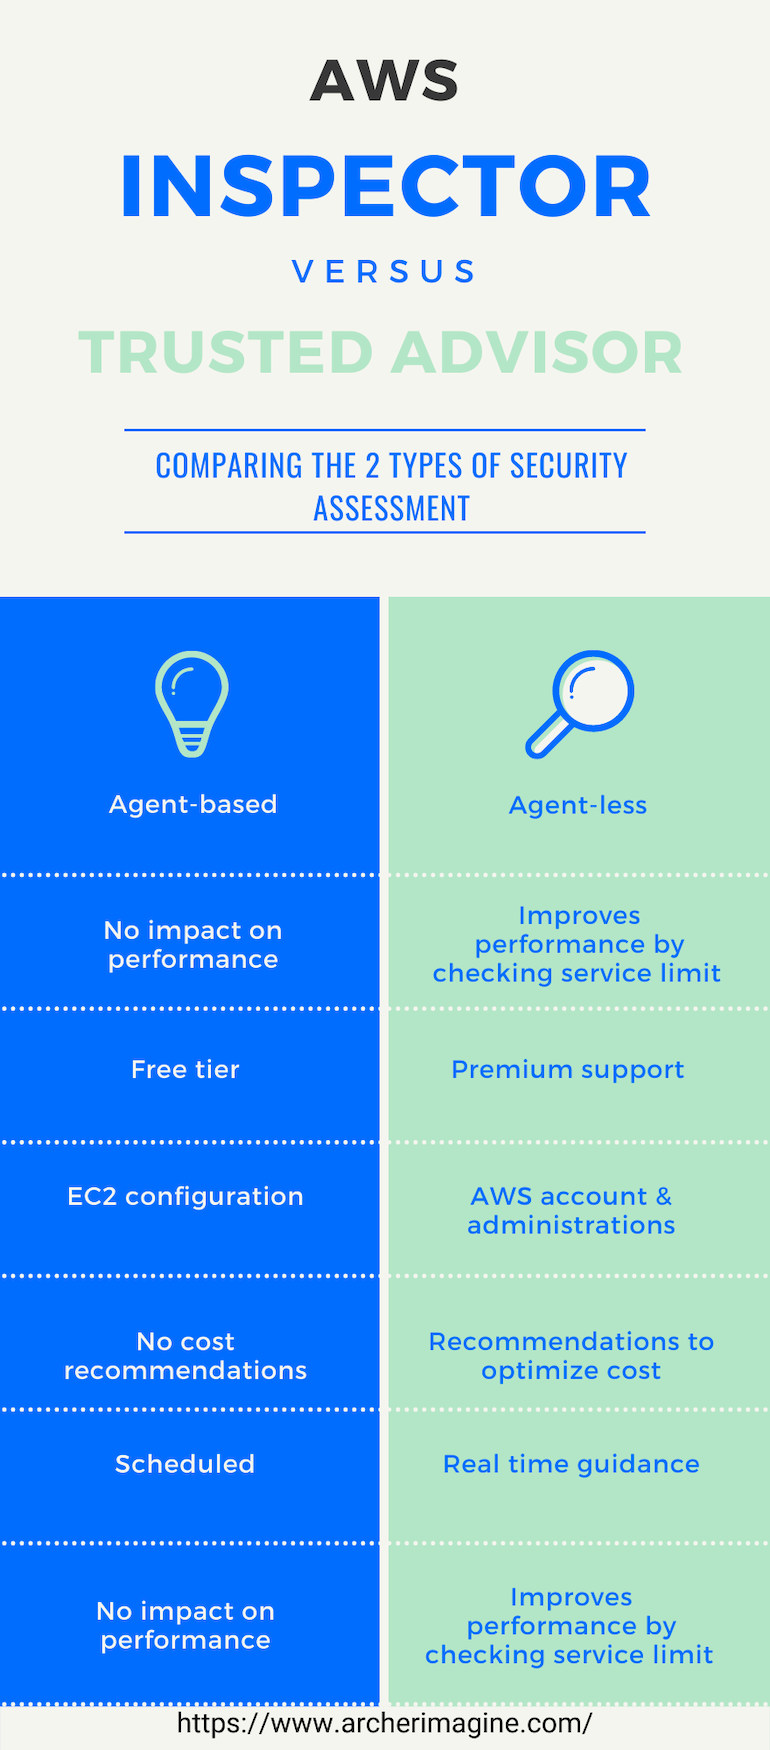 AWS
INSPECTOR
VERSUS
TRUSTED ADVISOR
COMPARING THE 2 TYPES OF SECURITY
ASSESSMENT
Agent-based
Agent-less
No impact on
performance
Improves
performance by
checking service limit
Free tier
Premium support
EC2 configuration
AWS account &
administrations
No cost
recommendations
Recommendations to
optimize cost
Scheduled
Real time guidance
No impact on
performance
Improves
performance by
checking service limit
https://www.archerimagine.com/